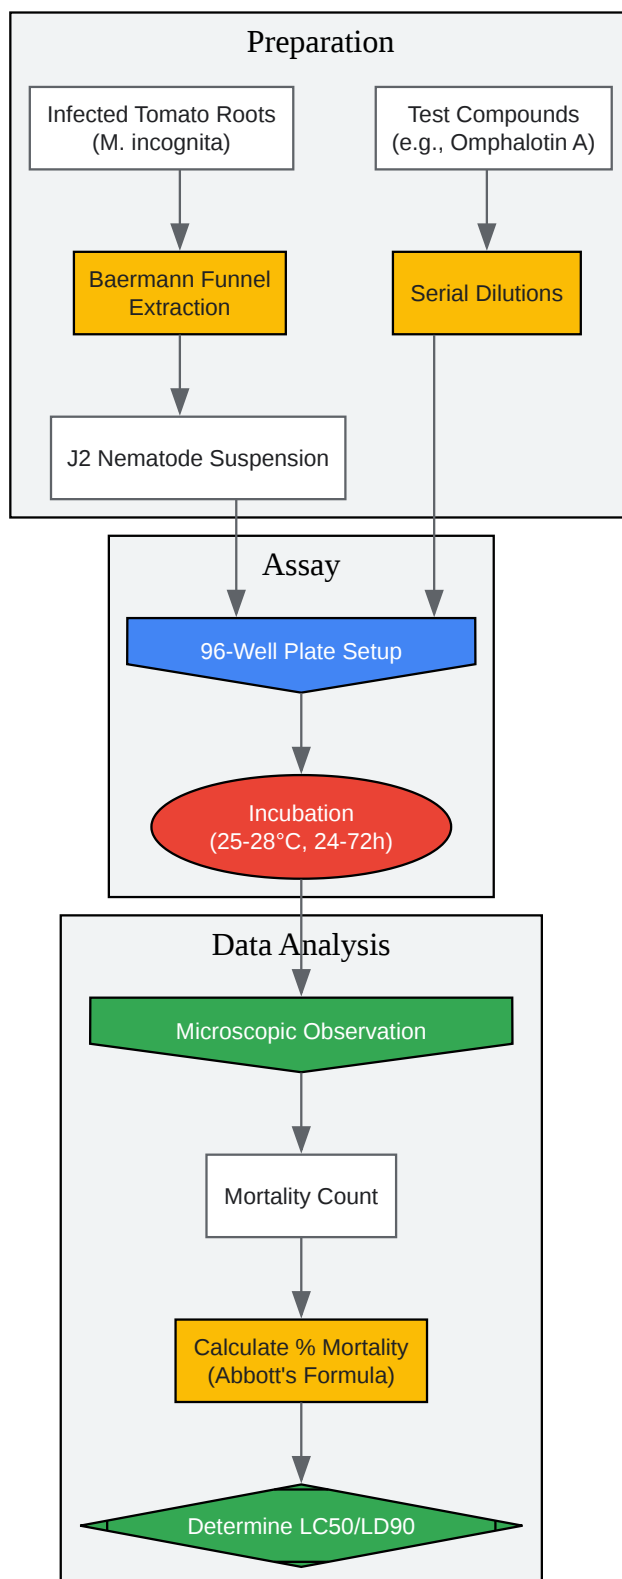 Preparation
Infected Tomato Roots
(M. incognita)
Test Compounds
(e.g., Omphalotin A)
Baermann Funnel
Extraction
Serial Dilutions
J2 Nematode Suspension
Assay
96-Well Plate Setup
Incubation
(25-28°C, 24-72h)
Data Analysis
Microscopic Observation
Mortality Count
Calculate % Mortality
(Abbott's Formula)
Determine LC50/LD90